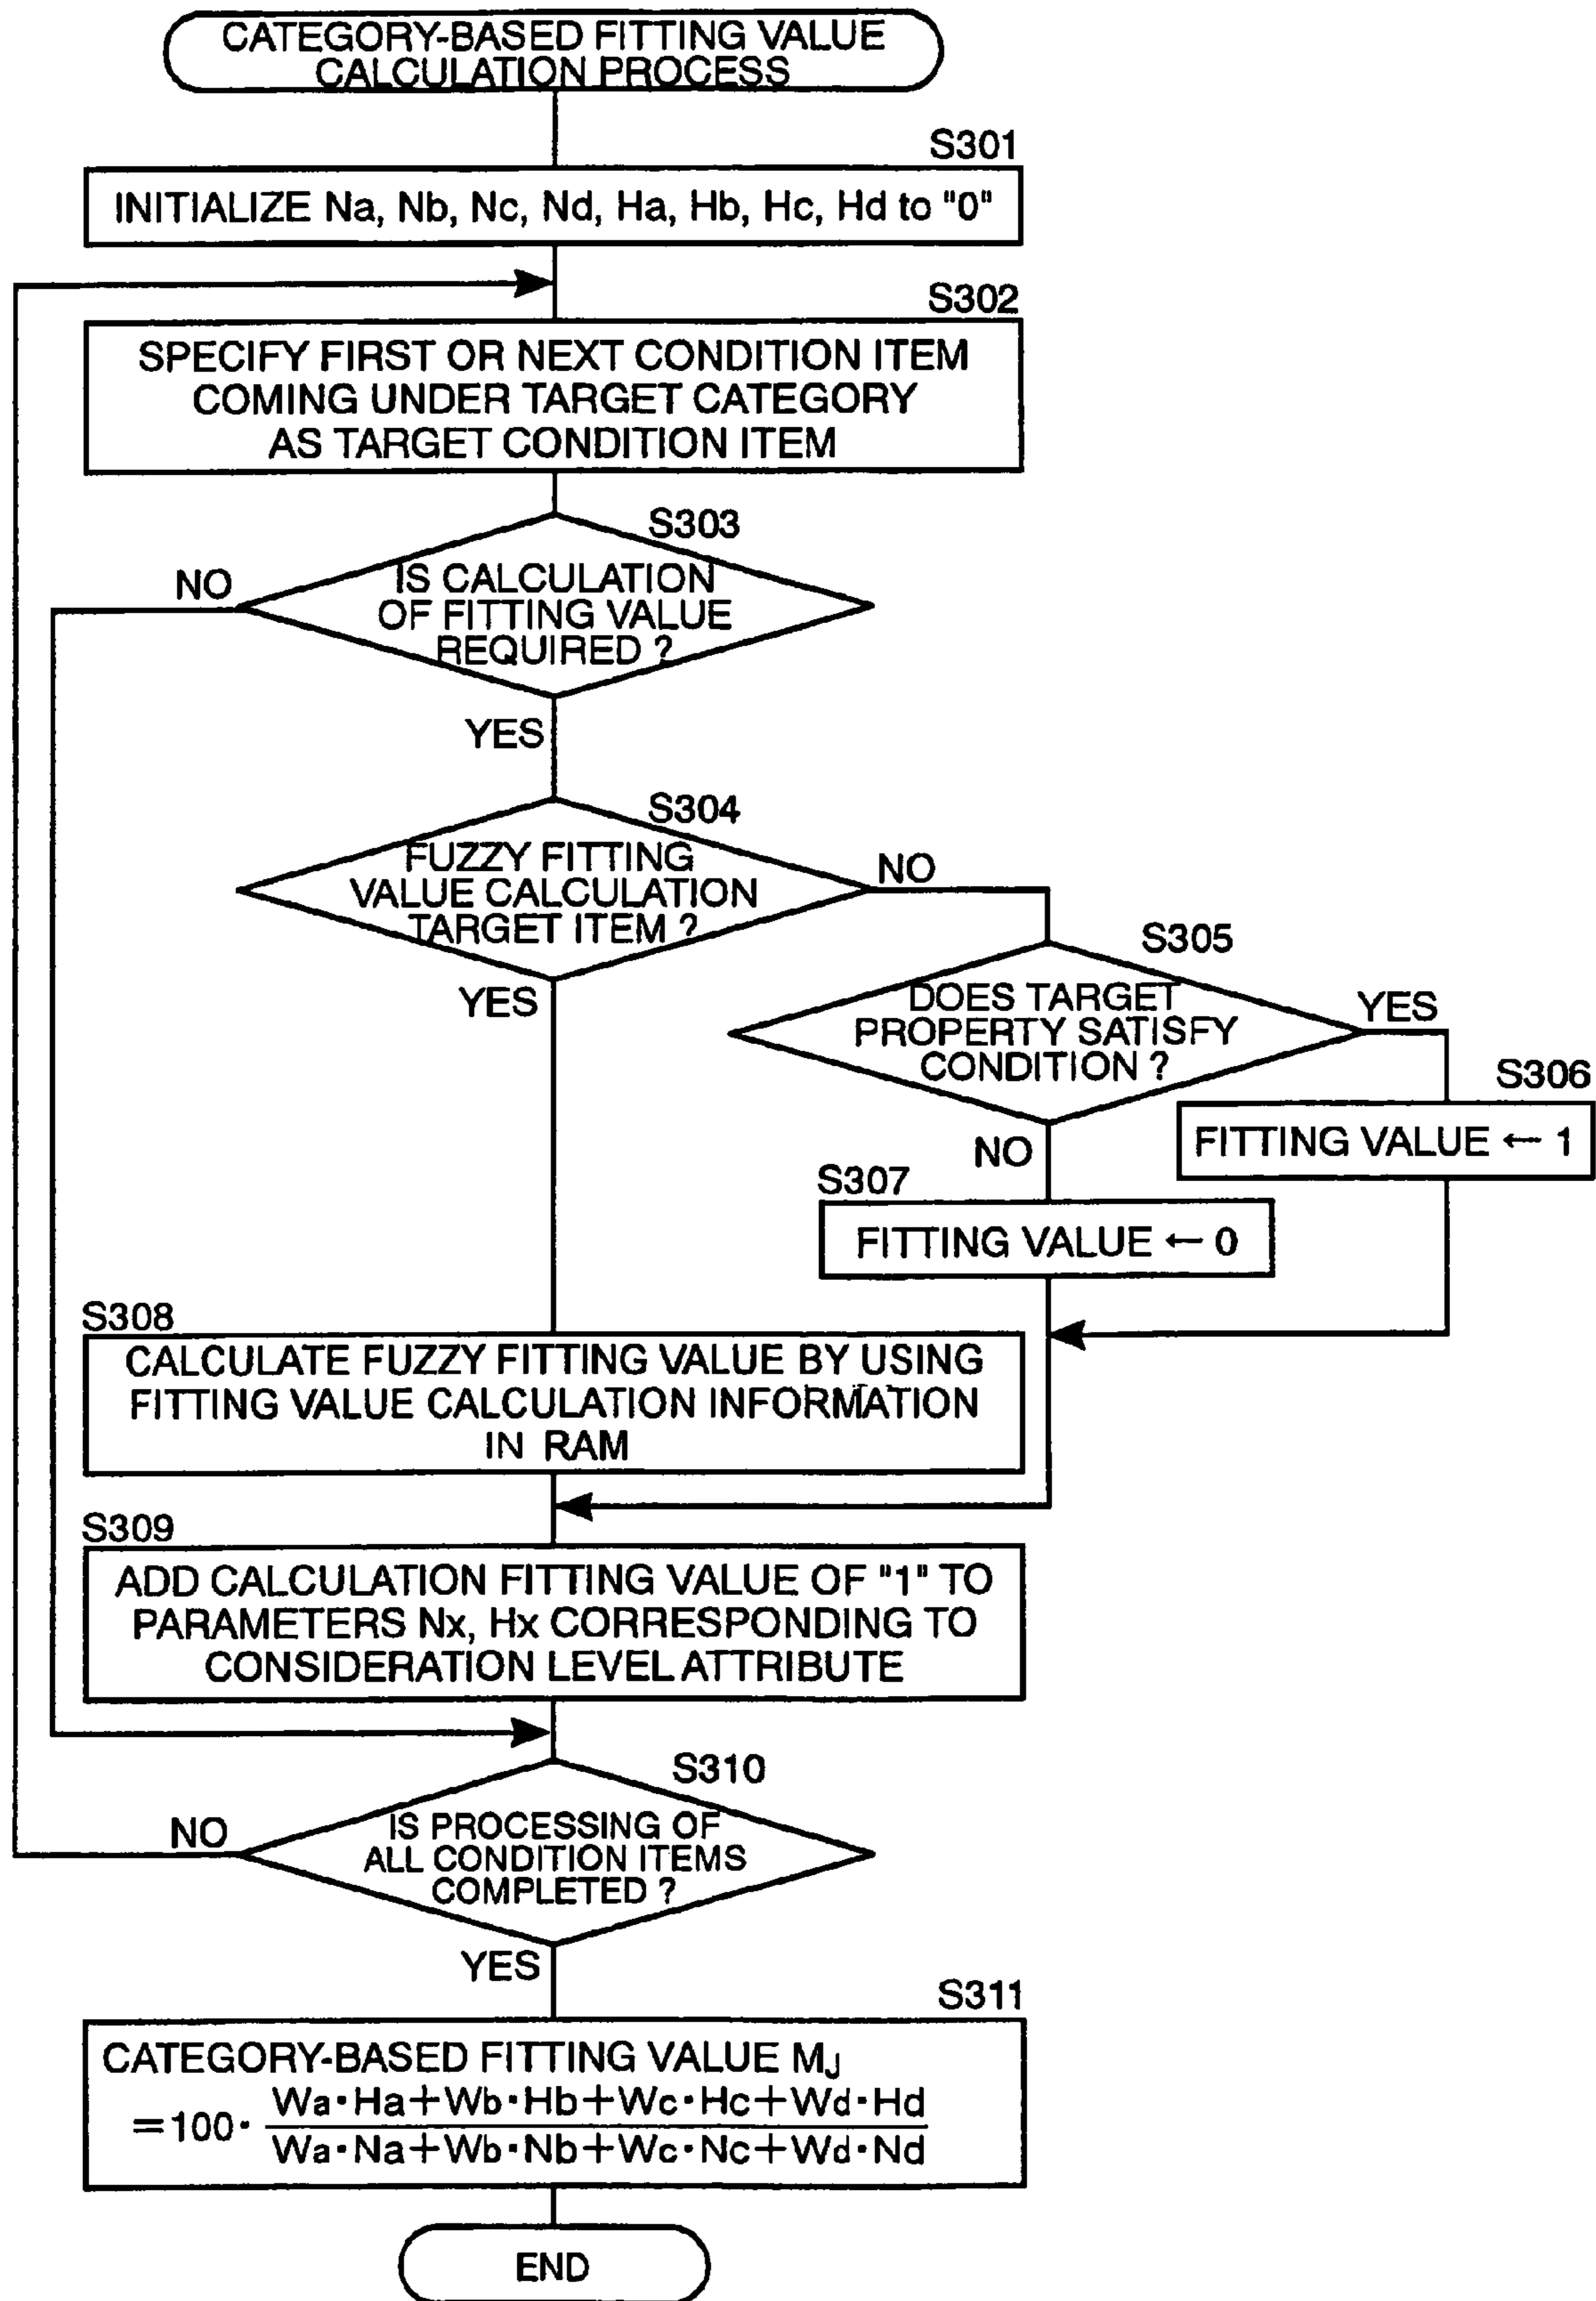 CATEGORY-BASED FITTING VALUE
CALCULATION PROCESS
S301
INITIALIZE Na, Nb, Nc, Nd, Ha, Hb, Hc, Hd to "0"
S302
SPECIFY FIRST OR NEXT CONDITION ITEM
COMING UNDER TARGET CATEGORY
AS TARGET CONDITION ITEM
S303
NO
IS CALCULATION
OF FITTING VALUE
REQUIRED ?
YES
S304
FUZZY FITTING
VALUE CALCULATION
TARGET ITEM ?
NO
YES
S305
DOES TARGET
PROPERTY SATISFY
CONDITION ?
YES
S306
FITTING VALUE ← 1
NO
S307
FITTING VALUE ← 0
S308
CALCULATE FUZZY FITTING VALUE BY USING
FITTING VALUE CALCULATION INFORMATION
IN RAM
S309
ADD CALCULATION FITTING VALUE OF "1" TO
PARAMETERS Nx, Hx CORRESPONDING TO
CONSIDERATION LEVEL ATTRIBUTE
S310
NO
IS PROCESSING OF
ALL CONDITION ITEMS
COMPLETED ?
YES
S311
CATEGORY-BASED FITTING VALUE MJ
=100· Wa·Ha+Wb·Hb+Wc·Hc+Wd·Hd
Wa·Na+Wb·Nb+Wc·Nc+Wd·Nd
END